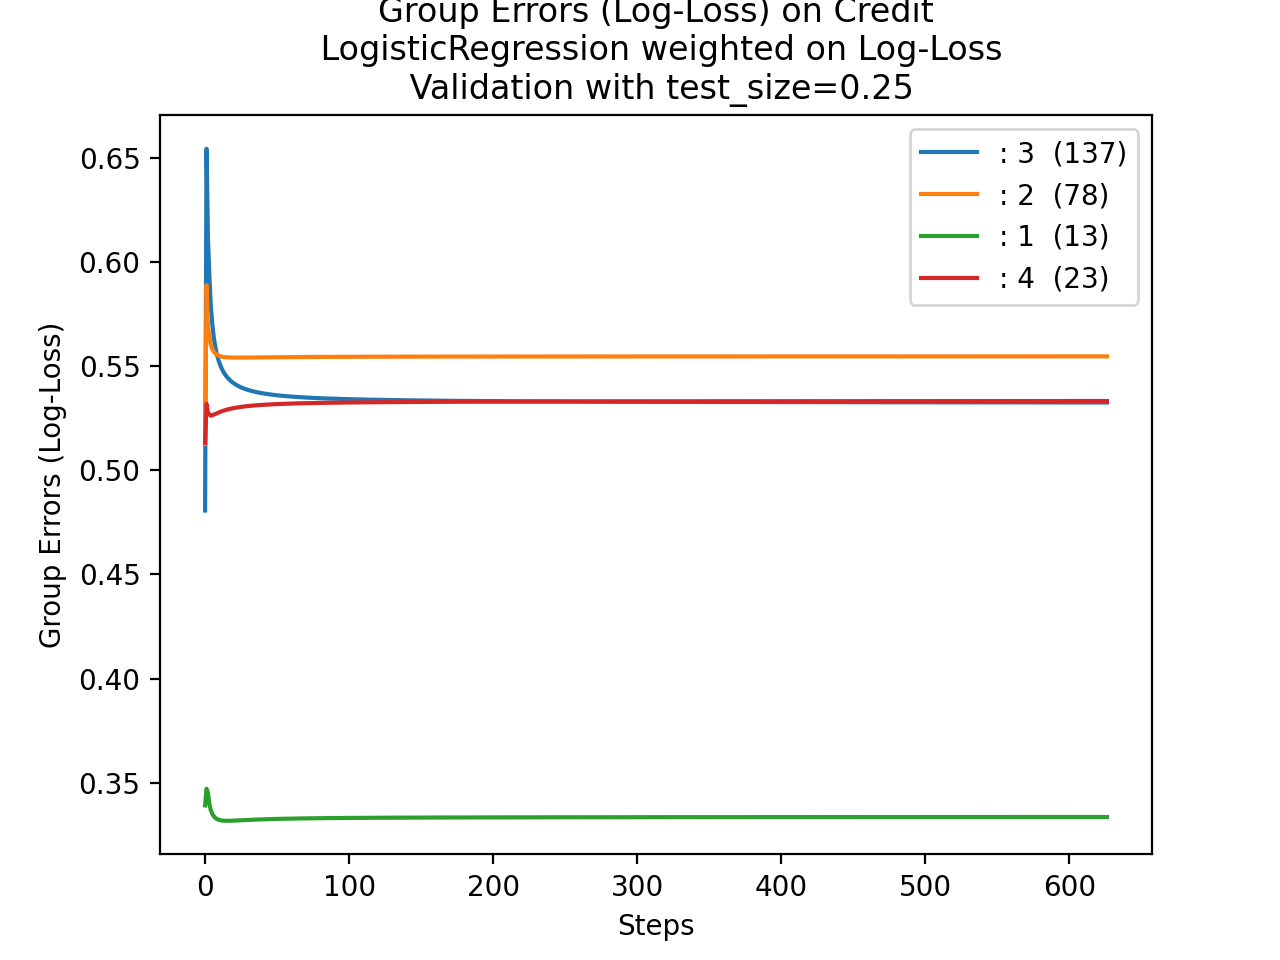 Group Errors (Log-Loss) on Credit
LogisticRegression weighted on Log-Loss
Validation with test_size=0.25
: 3 (137)
: 2 (78)
: 1 (13)
: 4 (23)
Group Errors (Log-Loss)
0.65
0.60
0.55
0.50
0.45
0.40
0.35
0 100 200 300 400 500 600
Steps